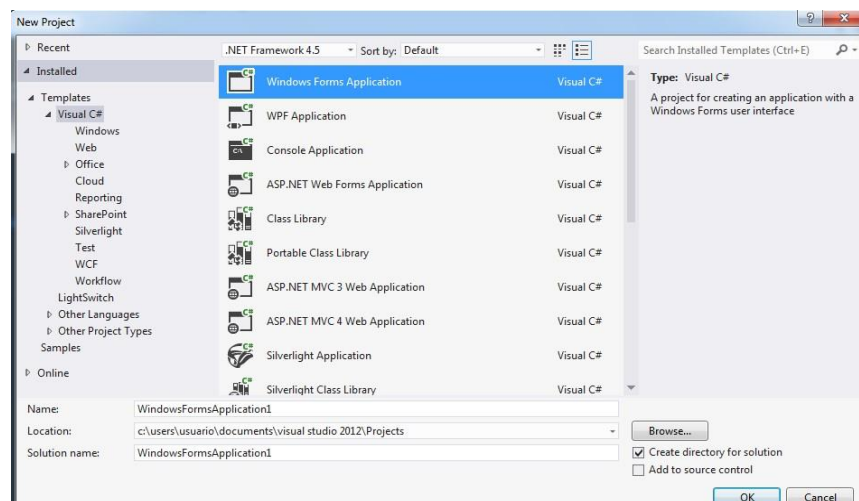 New Project
Recent
.NET Framework 4.5
Sort by: Default
Search Installed Templates (Ctrl+E)
Installed
Templates
Visual C#
Windows
Web
Office
Cloud
Reporting
SharePoint
Silverlight
Test
WCF
Workflow
LightSwitch
Other Languages
Other Project Types
Samples
Online
Windows Forms Application Visual C#
WPF Application Visual C#
Console Application Visual C#
ASP.NET Web Forms Application Visual C#
Class Library Visual C#
Portable Class Library Visual C#
ASP.NET MVC 3 Web Application Visual C#
ASP.NET MVC 4 Web Application Visual C#
Silverlight Application Visual C#
Silverlight Class Library Visual C#
Type: Visual C#
A project for creating an application with a
Windows Forms user interface
Name: WindowsFormsApplication1
Location: c:\users\usuario\documents\visual studio 2012\Projects
Browse...
Solution name: WindowsFormsApplication1
Create directory for solution
Add to source control
OK Cancel